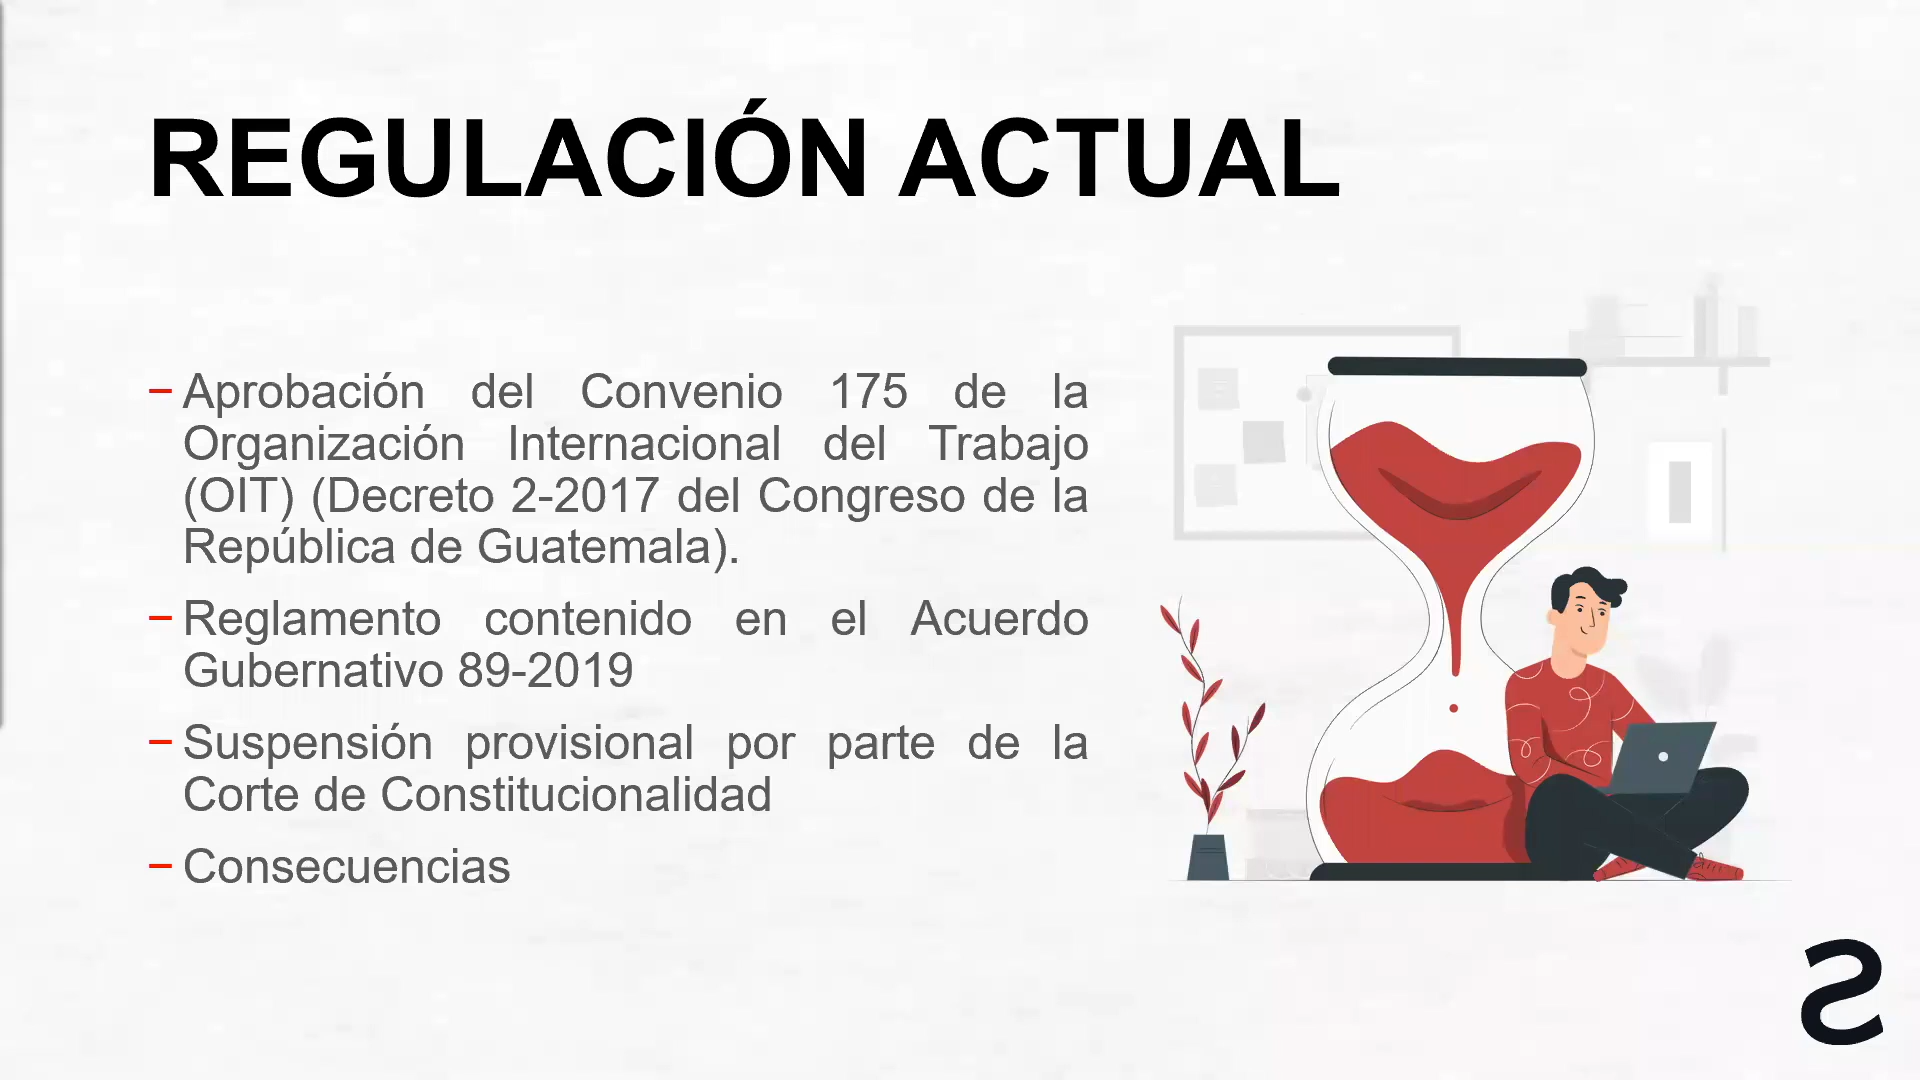 REGULACIÓN ACTUAL
– Aprobación del Convenio 175 de la
Organización Internacional del Trabajo
(OIT) (Decreto 2-2017 del Congreso de la
República de Guatemala).
– Reglamento contenido en el Acuerdo
Gubernativo 89-2019
– Suspensión provisional por parte de la
Corte de Constitucionalidad
– Consecuencias